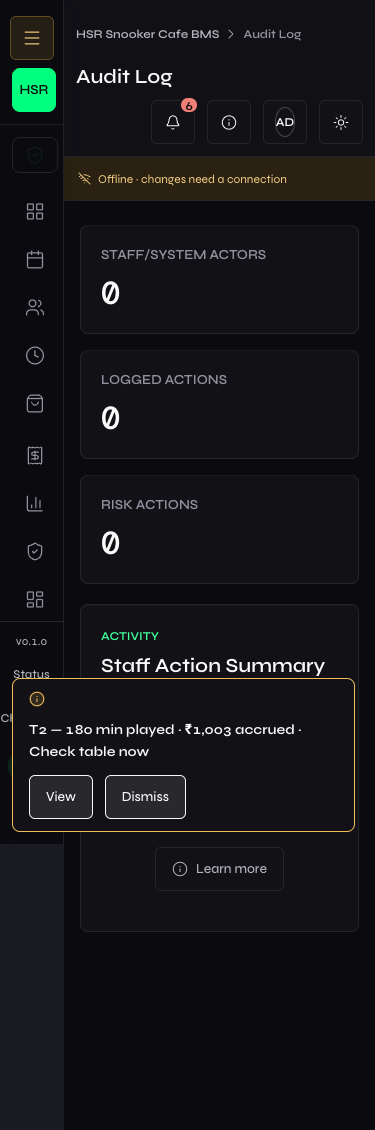 HSR Snooker Cafe BMS > Audit Log
HSR
Audit Log
6
AD
Offline · changes need a connection
STAFF/SYSTEM ACTORS
0
LOGGED ACTIONS
0
RISK ACTIONS
0
v0.1.0
Status
ACTIVITY
Staff Action Summary
T2 — 180 min played · ₹1,003 accrued ·
Check table now
View
Dismiss
Learn more